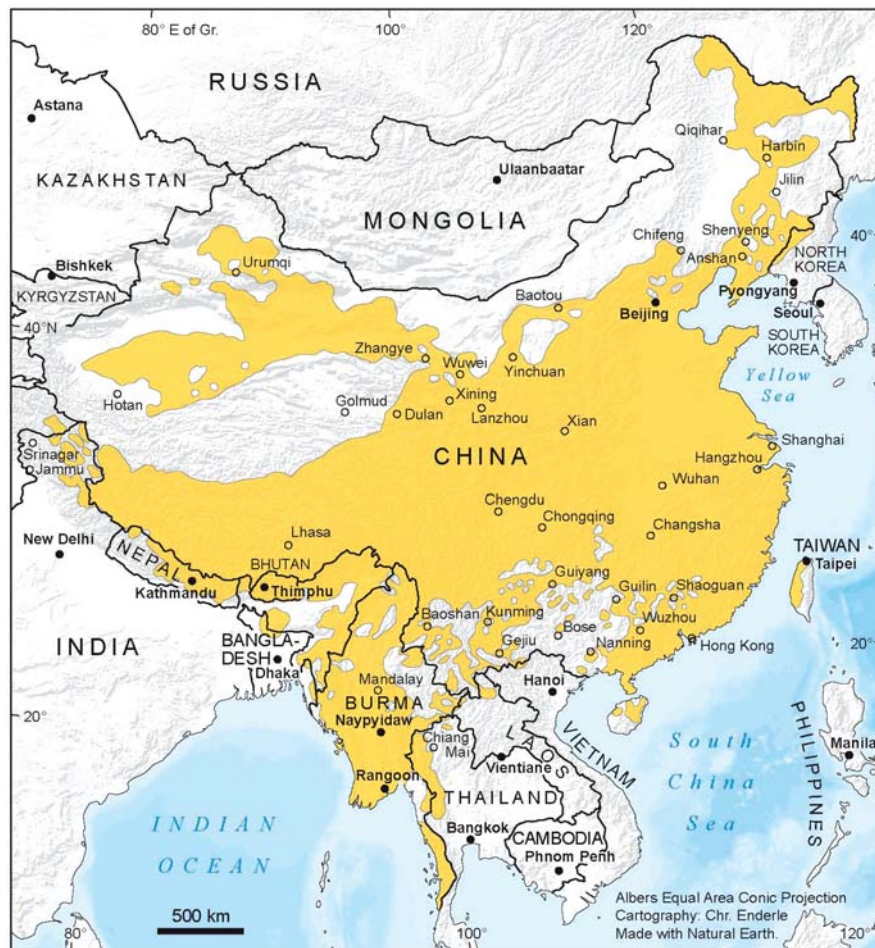 80° E of Gr.
100°
120°
RUSSIA
Astana
Qiqihar
Harbin
Ulaanbaatar
Jilin
KAZAKHSTAN
MONGOLIA
Shenyeng
Chifeng
40°
Urumqi
Anshan
NORTH
KOREA
Bishkek
Pyongyang
Baotou
KYRGYZSTAN
Beijing
Seoul
40°N
SOUTH
KOREA
Zhangye
Wuwei
Yinchuan
Yellow
Sea
Hotan
Golmud
Xining
Dulan
Lanzhou
Xian
Srinagar
Jammu
CHINA
Shanghai
Hangzhou
Wuhan
Chengdu
Chongqing
Changsha
New Delhi
Lhasa
NEPAL
BHUTAN
TAIWAN
Taipei
Kathmandu
Thimphu
Guiyang
Guilin
Shaoguan
Baoshan
Kunming
Wuzhou
INDIA
BANGLA-
DESH
Gejiu
Bose
Nanning
Hong Kong
20°
Dhaka
Mandalay
Hanoi
BURMA
20°
Naypyidaw
Chiang
Mai
LAOS
VIETNAM
PHILIPPINES
South
China
Sea
Manila
Vientiane
Rangoon
THAILAND
INDIAN
OCEAN
Bangkok
CAMBODIA
Phnom Penh
Albers Equal Area Conic Projection
Cartography: Chr. Enderle
Made with Natural Earth.
500 km
80°
100°
120°